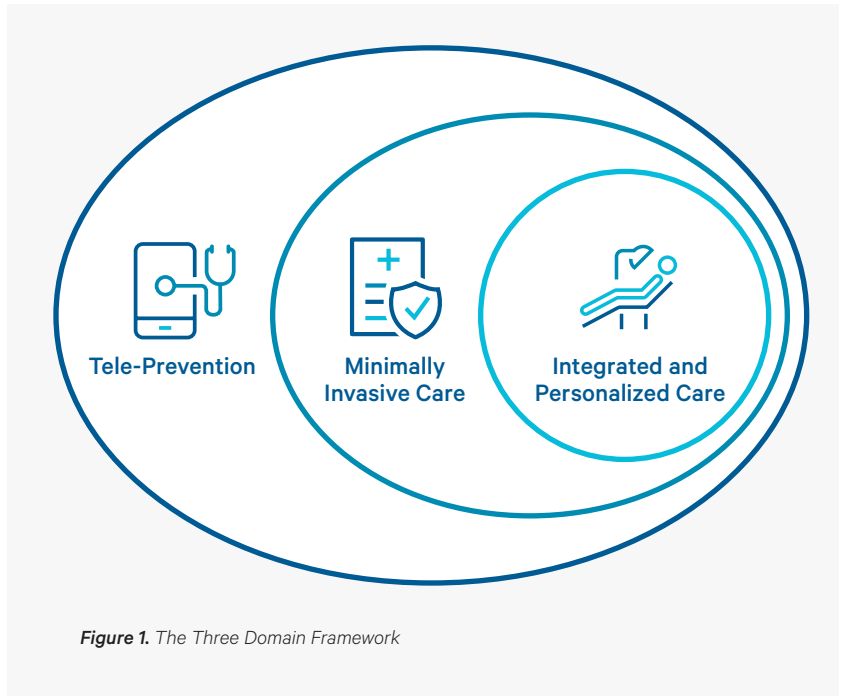 Tele-Prevention
Minimally
Invasive Care
Integrated and
Personalized Care
Figure 1. The Three Domain Framework